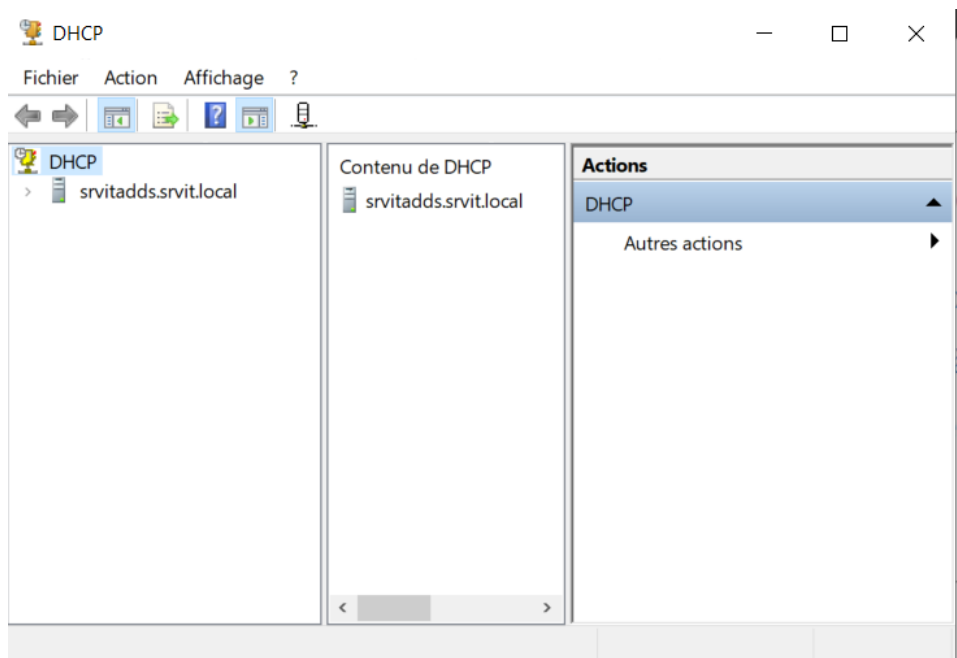 DHCP
Fichier Action Affichage ?
DHCP
srvitadds.srvit.local
Contenu de DHCP
srvitadds.srvit.local
Actions
DHCP
Autres actions